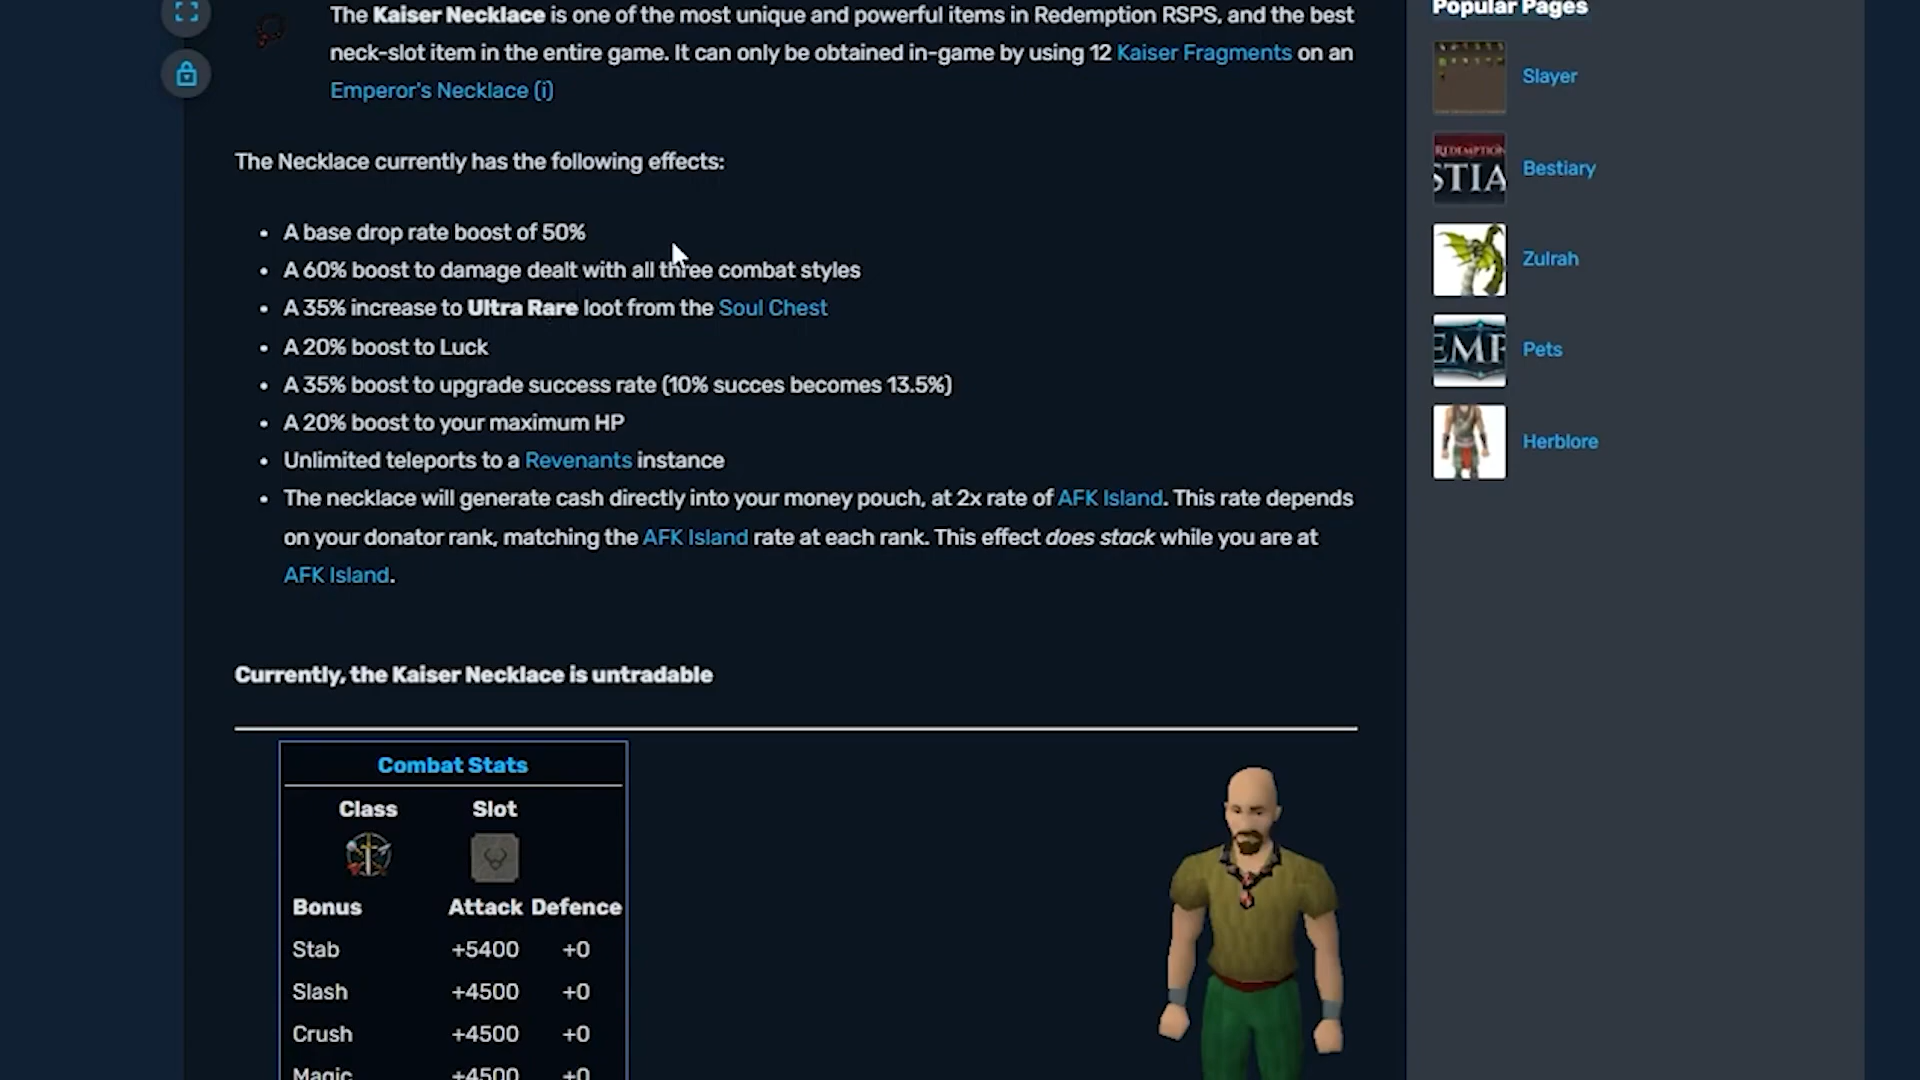 The Kaiser Necklace is one of the most unique and powerful items in Redemption RSPS, and the best
neck-slot item in the entire game. It can only be obtained in-game by using 12 Kaiser Fragments on an
Emperor's Necklace (i)
The Necklace currently has the following effects:
• A base drop rate boost of 50%
• A 60% boost to damage dealt with all three combat styles
• A 35% increase to Ultra Rare loot from the Soul Chest
• A 20% boost to Luck
• A 35% boost to upgrade success rate (10% succes becomes 13.5%)
• A 20% boost to your maximum HP
• Unlimited teleports to a Revenants instance
• The necklace will generate cash directly into your money pouch, at 2x rate of AFK Island. This rate depends
on your donator rank, matching the AFK Island rate at each rank. This effect does stack while you are at
AFK Island.
Currently, the Kaiser Necklace is untradable
Combat Stats
Class Slot
Bonus Attack Defence
Stab +5400 +0
Slash +4500 +0
Crush +4500 +0
Magic +4500 +0
Popular Pages
Slayer
REDEMPTION
STIA
Bestiary
Zulrah
EMP
Pets
Herblore